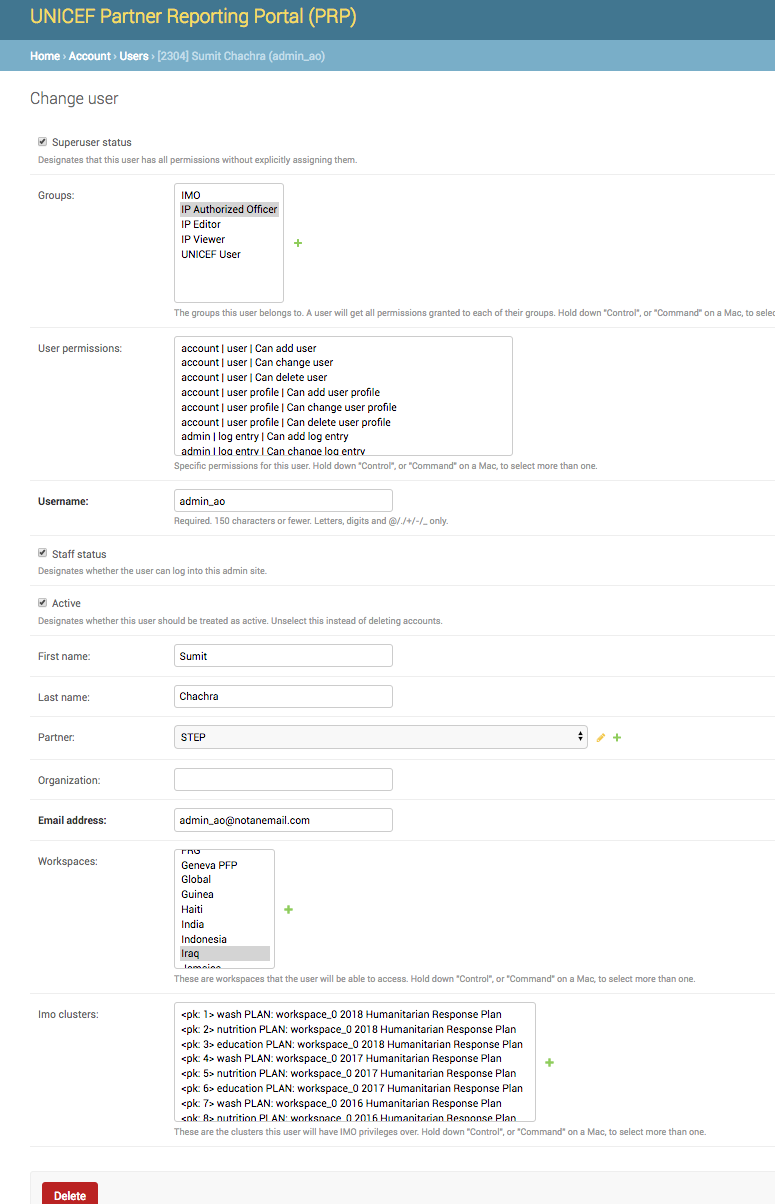 UNICEF Partner Reporting Portal (PRP)
Home › Account › Users › [2304] Sumit Chachra (admin_ao)
Change user
Superuser status
Designates that this user has all permissions without explicitly assigning them.
Groups:
IMO
IP Authorized Officer
IP Editor
IP Viewer
UNICEF User
The groups this user belongs to. A user will get all permissions granted to each of their groups. Hold down "Control", or "Command" on a Mac, to
User permissions:
account | user | Can add user
account | user | Can change user
account | user | Can delete user
account | user profile | Can add user profile
account | user profile | Can change user profile
account | user profile | Can delete user profile
admin | log entry | Can add log entry
admin | log entry | Can change log entry
Specific permissions for this user. Hold down "Control", or "Command" on a Mac, to select more than one.
Username:
admin_ao
Required. 150 characters or fewer. Letters, digits and @/./+/-/_ only.
Staff status
Designates whether the user can log into this admin site.
Active
Designates whether this user should be treated as active. Unselect this instead of deleting accounts.
First name:
Sumit
Last name:
Chachra
Partner:
STEP
Organization:
Email address:
admin_ao@notanemail.com
Workspaces:
Geneva PFP
Global
Guinea
Haiti
India
Indonesia
Iraq
These are workspaces that the user will be able to access. Hold down "Control", or "Command" on a Mac, to select more than one.
Imo clusters:
<pk: 1> wash PLAN: workspace_0 2018 Humanitarian Response Plan
<pk: 2> nutrition PLAN: workspace_0 2018 Humanitarian Response Plan
<pk: 3> education PLAN: workspace_0 2018 Humanitarian Response Plan
<pk: 4> wash PLAN: workspace_0 2017 Humanitarian Response Plan
<pk: 5> nutrition PLAN: workspace_0 2017 Humanitarian Response Plan
<pk: 6> education PLAN: workspace_0 2017 Humanitarian Response Plan
<pk: 7> wash PLAN: workspace_0 2016 Humanitarian Response Plan
<pk: 8> nutrition PLAN: workspace_0 2016 Humanitarian Response Plan
These are the clusters this user will have IMO privileges over. Hold down "Control", or "Command" on a Mac, to select more than one.
Delete